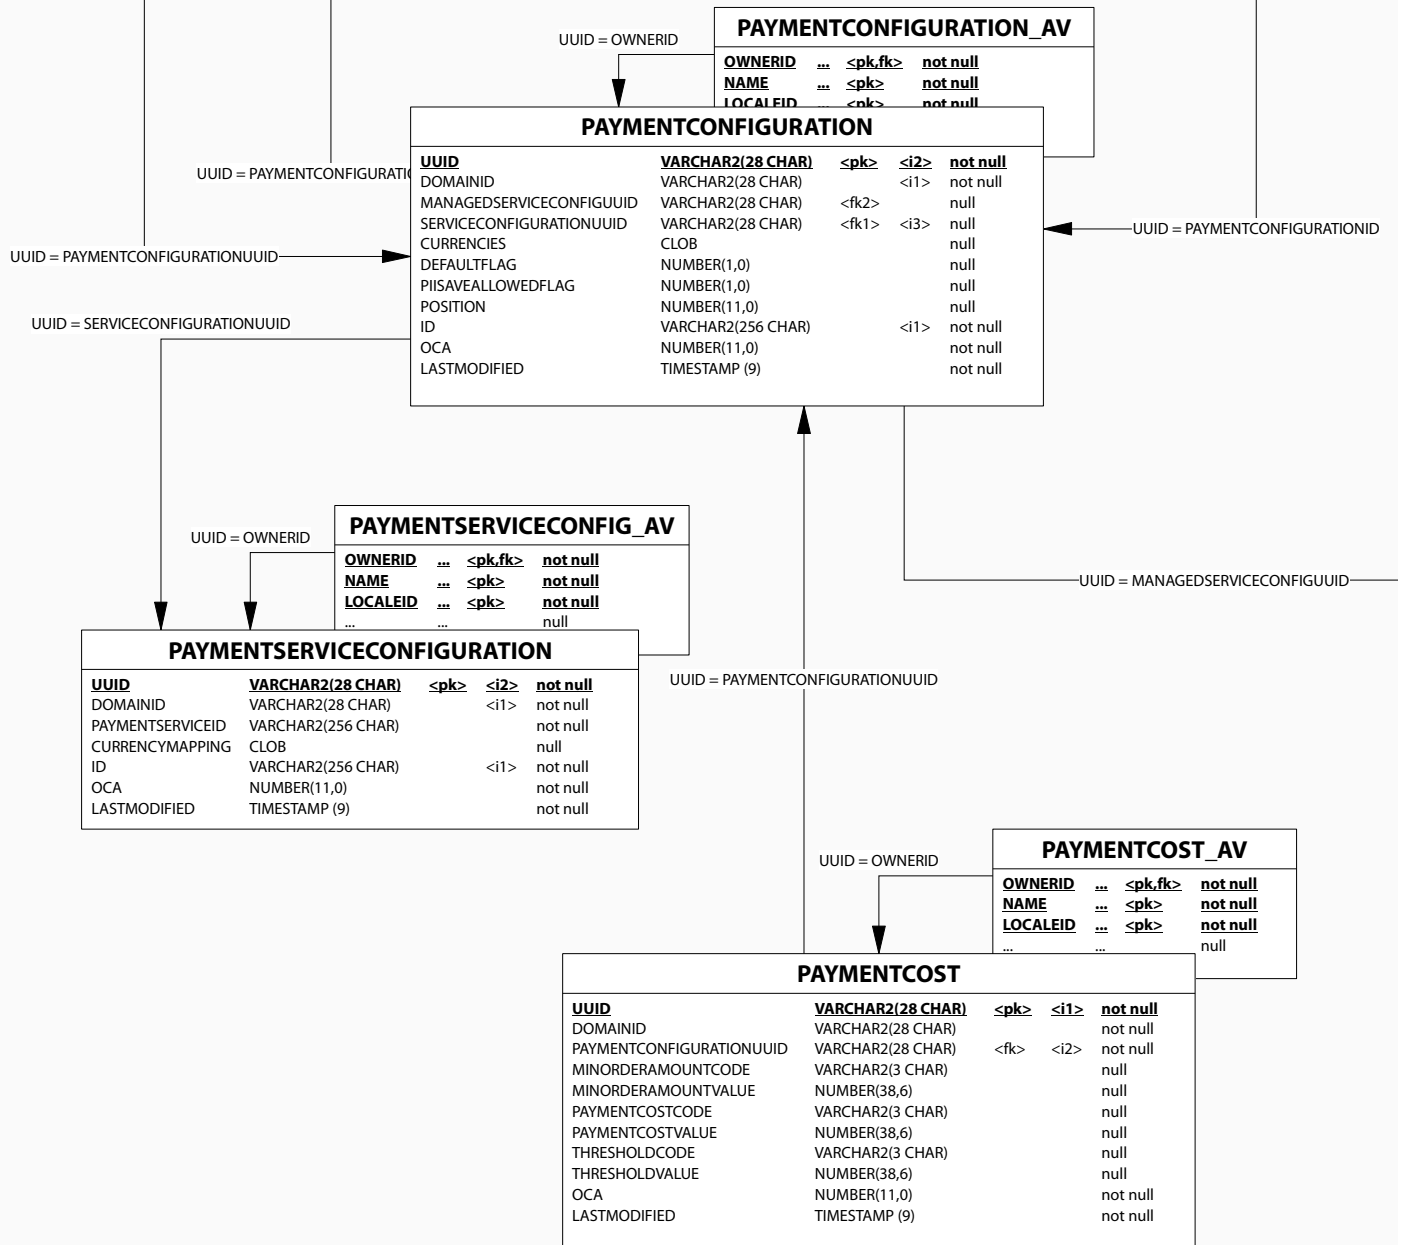 PAYMENTCONFIGURATION_AV
UUID = OWNERID
OWNERID ... <pk,fk> not null
NAME ... <pk> not null
LOCALEID ... <pk> not null
PAYMENTCONFIGURATION
UUID VARCHAR2(28 CHAR) <pk> <i2> not null
DOMAINID VARCHAR2(28 CHAR) <i1> not null
MANAGEDSERVICECONFIGUUID VARCHAR2(28 CHAR) <fk2> null
SERVICECONFIGURATIONUUID VARCHAR2(28 CHAR) <fk1> <i3> null
CURRENCIES CLOB null
DEFAULTFLAG NUMBER(1,0) null
PIISAVEALLOWEDFLAG NUMBER(1,0) null
POSITION NUMBER(11,0) null
ID VARCHAR2(256 CHAR) <i1> not null
OCA NUMBER(11,0) not null
LASTMODIFIED TIMESTAMP (9) not null
UUID = PAYMENTCONFIGURATI
UUID = PAYMENTCONFIGURATIONID
UUID = PAYMENTCONFIGURATIONUUID
UUID = SERVICECONFIGURATIONUUID
PAYMENTSERVICECONFIG_AV
UUID = OWNERID
OWNERID ... <pk,fk> not null
NAME ... <pk> not null
LOCALEID ... <pk> not null
... ... null
UUID = MANAGEDSERVICECONFIGUUID
PAYMENTSERVICECONFIGURATION
UUID VARCHAR2(28 CHAR) <pk> <i2> not null
DOMAINID VARCHAR2(28 CHAR) <i1> not null
PAYMENTSERVICEID VARCHAR2(256 CHAR) not null
CURRENCYMAPPING CLOB null
ID VARCHAR2(256 CHAR) <i1> not null
OCA NUMBER(11,0) not null
LASTMODIFIED TIMESTAMP (9) not null
UUID = PAYMENTCONFIGURATIONUUID
PAYMENTCOST_AV
UUID = OWNERID
OWNERID ... <pk,fk> not null
NAME ... <pk> not null
LOCALEID ... <pk> not null
... ... null
PAYMENTCOST
UUID VARCHAR2(28 CHAR) <pk> <i1> not null
DOMAINID VARCHAR2(28 CHAR) not null
PAYMENTCONFIGURATIONUUID VARCHAR2(28 CHAR) <fk> <i2> not null
MINORDERAMOUNTCODE VARCHAR2(3 CHAR) null
MINORDERAMOUNTVALUE NUMBER(38,6) null
PAYMENTCOSTCODE VARCHAR2(3 CHAR) null
PAYMENTCOSTVALUE NUMBER(38,6) null
THRESHOLDCODE VARCHAR2(3 CHAR) null
THRESHOLDVALUE NUMBER(38,6) null
OCA NUMBER(11,0) not null
LASTMODIFIED TIMESTAMP (9) not null